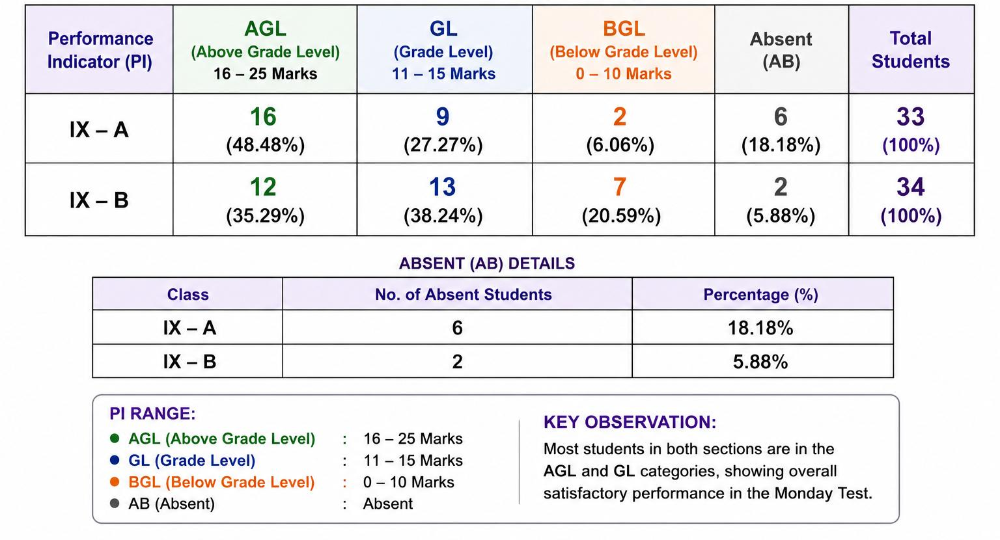 Performance
Indicator (PI)
AGL
(Above Grade Level)
16 – 25 Marks
GL
(Grade Level)
11 – 15 Marks
BGL
(Below Grade Level)
0 – 10 Marks
Absent
(AB)
Total
Students
IX – A
16
(48.48%)
9
(27.27%)
2
(6.06%)
6
(18.18%)
33
(100%)
IX – B
12
(35.29%)
13
(38.24%)
7
(20.59%)
2
(5.88%)
34
(100%)
ABSENT (AB) DETAILS
Class No. of Absent Students Percentage (%)
IX – A 6 18.18%
IX – B 2 5.88%
PI RANGE:
AGL (Above Grade Level) : 16 – 25 Marks
GL (Grade Level) : 11 – 15 Marks
BGL (Below Grade Level) : 0 – 10 Marks
AB (Absent) : Absent
KEY OBSERVATION:
Most students in both sections are in the
AGL and GL categories, showing overall
satisfactory performance in the Monday Test.